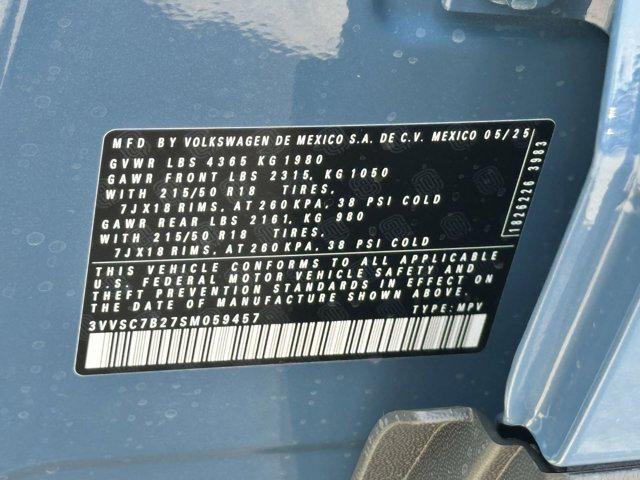 MFD BY VOLKSWAGEN DE MEXICO S.A. DE C.V. MEXICO 05/25
GVWR LBS 4365 KG 1980
GAWR FRONT LBS 2315, KG 1050
WITH 215/50 R18 TIRES,
7JX18 RIMS, AT 260 KPA, 38 PSI COLD
GAWR REAR LBS 2161, KG 980
WITH 215/50 R18 TIRES,
7JX18 RIMS, AT 260 KPA, 38 PSI COLD
THIS VEHICLE CONFORMS TO ALL APPLICABLE
U.S. FEDERAL MOTOR VEHICLE SAFETY AND
THEFT PREVENTION STANDARDS IN EFFECT ON
THE DATE OF MANUFACTURE SHOWN ABOVE.
3VVSC7B27SM059457 TYPE: MPV
1826226 3983